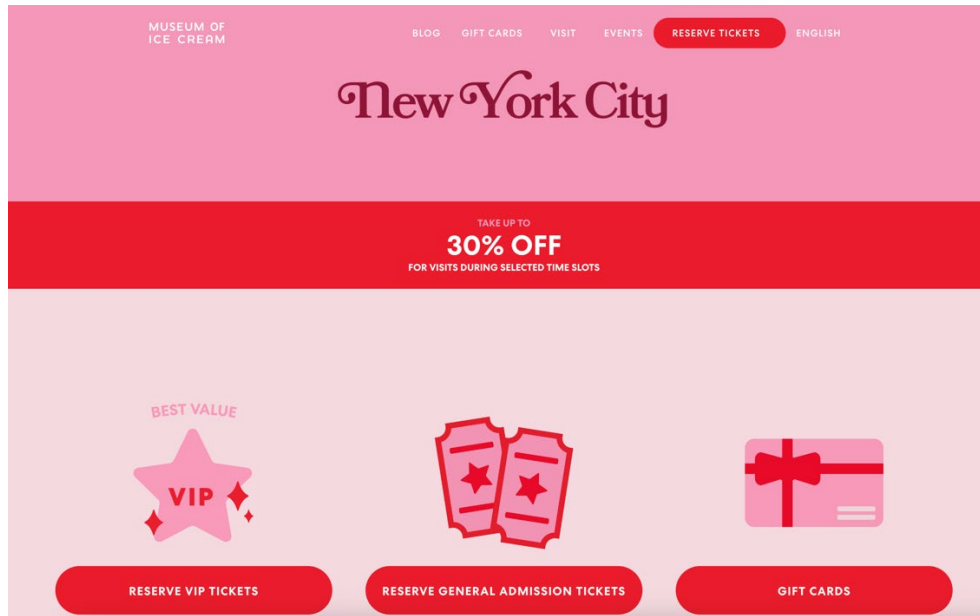 MUSEUM OF
ICE CREAM
BLOG GIFT CARDS VISIT EVENTS RESERVE TICKETS ENGLISH
New York City
TAKE UP TO
30% OFF
FOR VISITS DURING SELECTED TIME SLOTS
BEST VALUE
VIP
RESERVE VIP TICKETS
RESERVE GENERAL ADMISSION TICKETS
GIFT CARDS